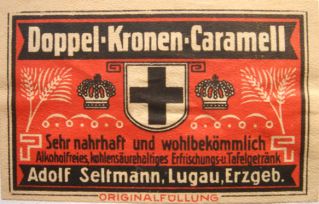 Doppel-Kronen-Caramell
Sehr nahrhaft und wohlbekömmlich
Alkoholfreies, kohlensäurehaltiges Erfrischungs-u.Tafelgetränk
Adolf Seltmann, Lugau, Erzgeb.
ORIGINALFÜLLUNG